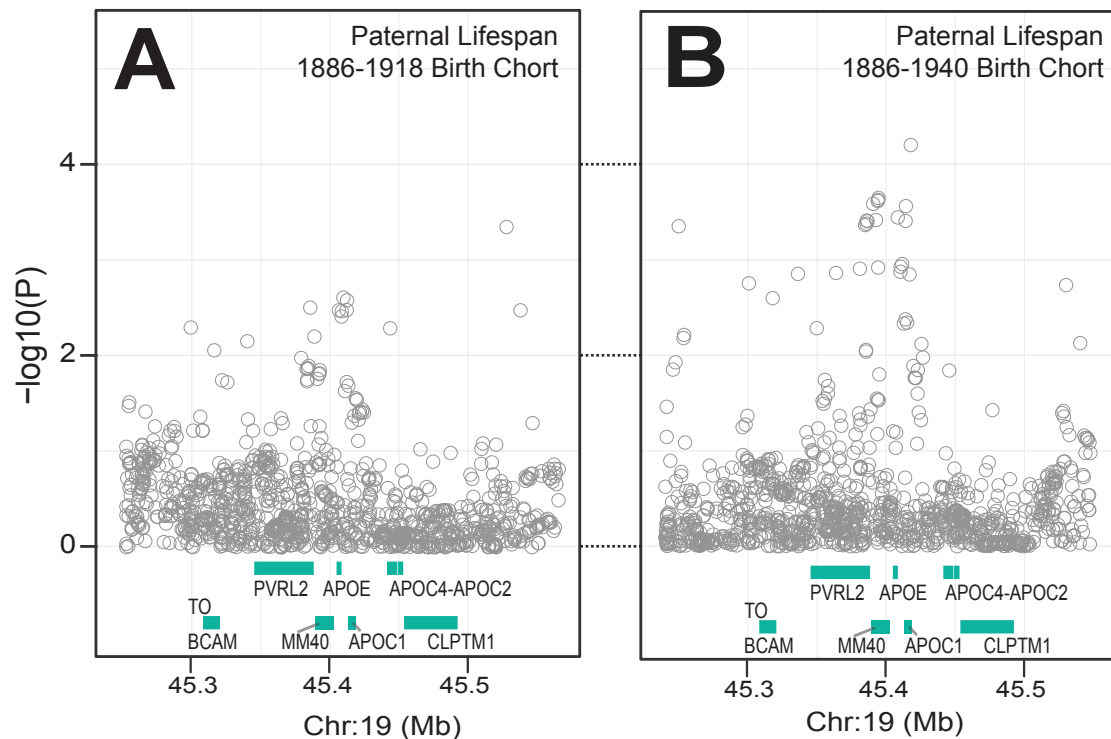 A
Paternal Lifespan
1886-1918 Birth Chort
B
Paternal Lifespan
1886-1940 Birth Chort
−log10(P)
4
2
0
PVRL2 APOE APOC4-APOC2
TO
BCAM MM40 APOC1 CLPTM1
45.3 45.4 45.5
Chr:19 (Mb)
PVRL2 APOE APOC4-APOC2
TO
BCAM MM40 APOC1 CLPTM1
45.3 45.4 45.5
Chr:19 (Mb)